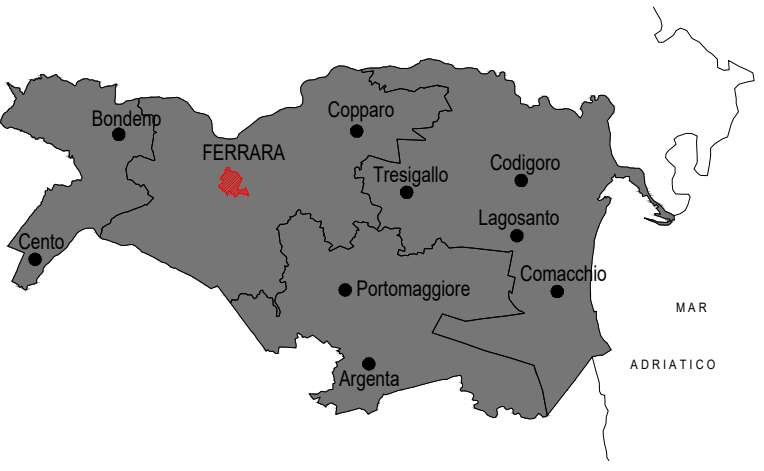 Copparo
Bondeno
FERRARA
Codigoro
Tresigallo
Lagosanto
Cento
Comacchio
Portomaggiore
MAR
ADRIATICO
Argenta